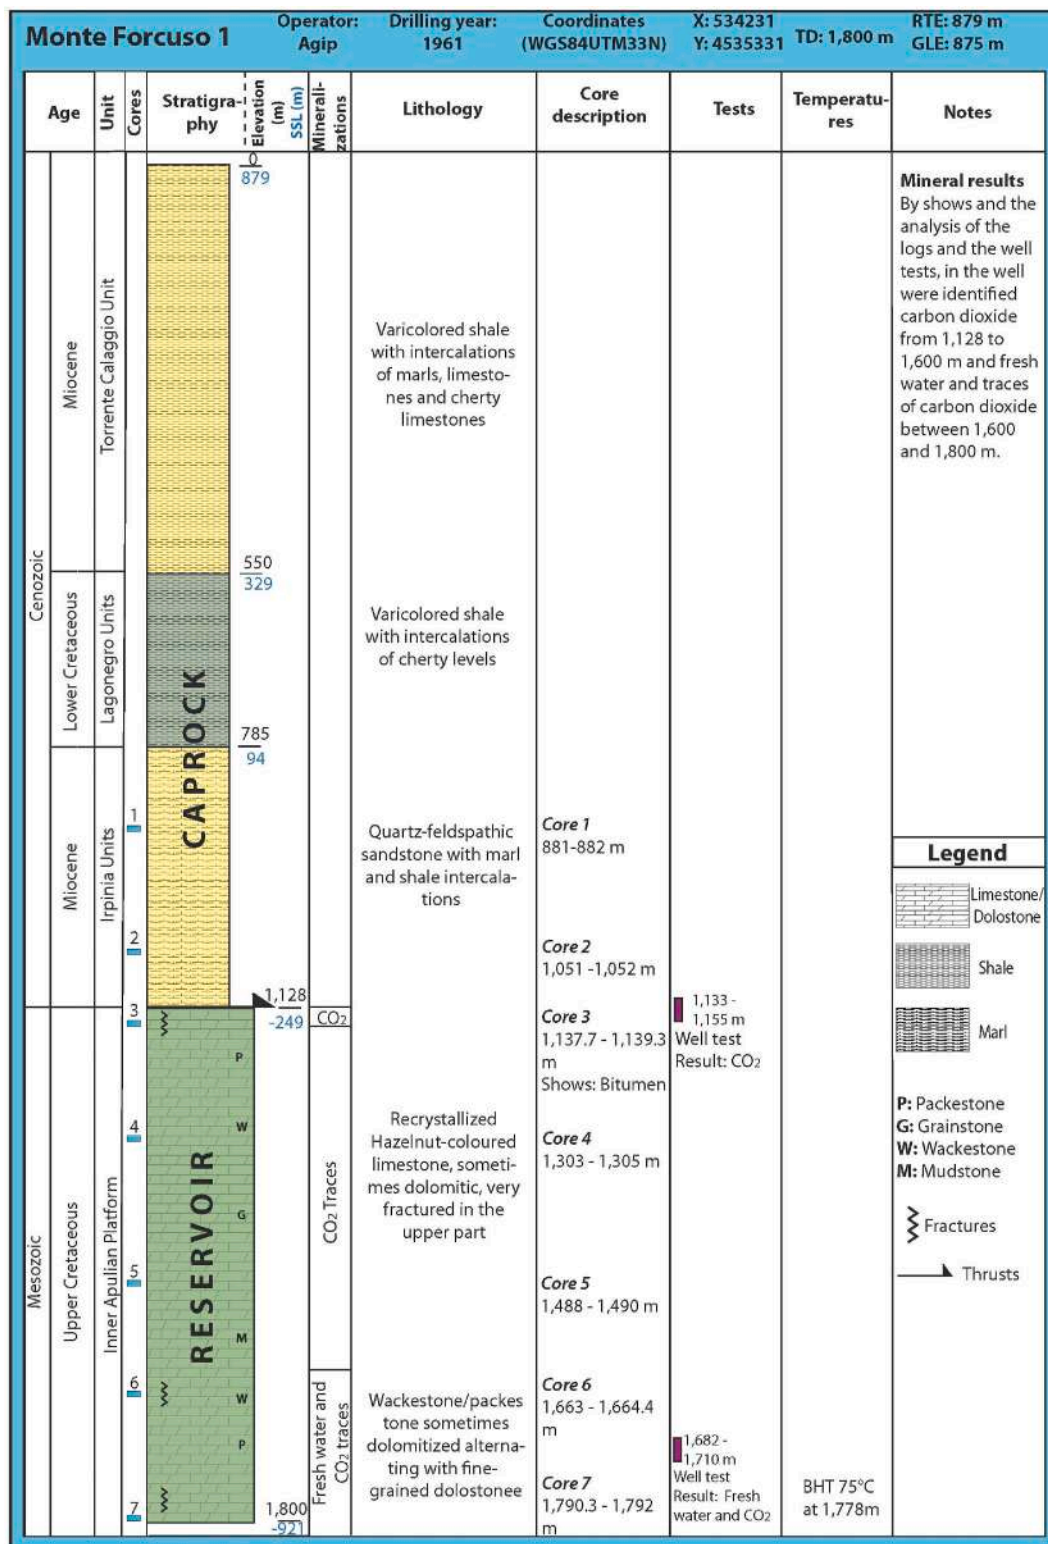 Monte Forcuso 1
Operator:
Agip
Drilling year:
1961
Coordinates
(WGS84UTM33N)
X: 534231
Y: 4535331
TD: 1,800 m
RTE: 879 m
GLE: 875 m
Age
Unit
Cores
Stratigra-
phy
Elevation
(m)
SSL (m)
Minerali-
zations
Lithology
Core
description
Tests
Temperatu-
res
Notes
0
879
Cenozoic
Miocene
Torrente Calaggio Unit
Varicolored shale
with intercalations
of marls, limesto-
nes and cherty
limestones
Mineral results
By shows and the
analysis of the
logs and the well
tests, in the well
were identified
carbon dioxide
from 1,128 to
1,600 m and fresh
water and traces
of carbon dioxide
between 1,600
and 1,800 m.
550
329
Lower Cretaceous
Lagonegro Units
Varicolored shale
with intercalations
of cherty levels
CAPROCK
785
94
Miocene
Irpinia Units
1
Quartz-feldspathic
sandstone with marl
and shale intercala-
tions
Core 1
881-882 m
2
Core 2
1,051 -1,052 m
1,128
-249
3
CO2
Core 3
1,137.7 - 1,139.3
m
Shows: Bitumen
1,133 -
1,155 m
Well test
Result: CO2
Mesozoic
Upper Cretaceous
Inner Apulian Platform
RESERVOIR
P
W
G
M
W
P
4
CO2 Traces
Recrystallized
Hazelnut-coloured
limestone, someti-
mes dolomitic, very
fractured in the
upper part
Core 4
1,303 - 1,305 m
5
Core 5
1,488 - 1,490 m
6
Fresh water and
CO2 traces
Wackestone/packes
tone sometimes
dolomitized alterna-
ting with fine-
grained dolostonee
Core 6
1,663 - 1,664.4
m
1,682 -
1,710 m
Well test
Result: Fresh
water and CO2
7
1,800
-921
Core 7
1,790.3 - 1,792
m
BHT 75°C
at 1,778m
Legend
Limestone/
Dolostone
Shale
Marl
P: Packestone
G: Grainstone
W: Wackestone
M: Mudstone
Fractures
Thrusts